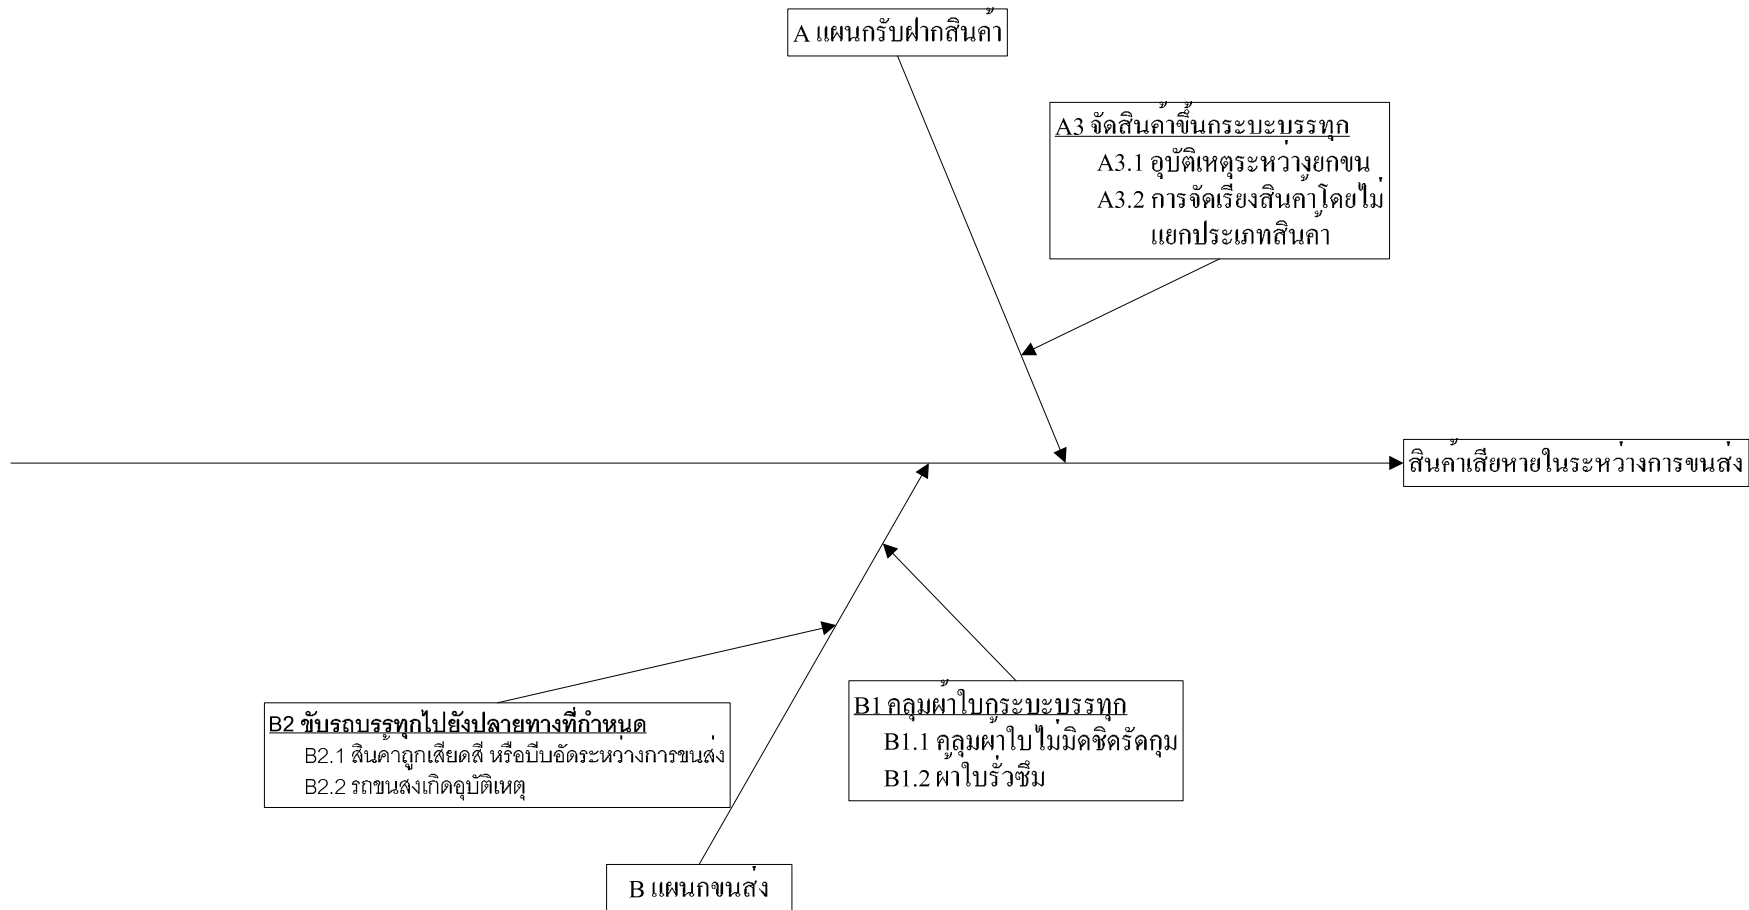 A แผนกรับฝากสินค้า
A3 จัดสินค้าขึ้นกระบะบรรทุก
A3.1 อุบัติเหตุระหว่างยกขน
A3.2 การจัดเรียงสินค้าโดยไม่
แยกประเภทสินค้า
สินค้าเสียหายในระหว่างการขนส่ง
B2 ขับรถบรรทุกไปยังปลายทางที่กำหนด
B2.1 สินค้าถูกเสียดสี หรือบีบอัดระหว่างการขนส่ง
B2.2 รถขนสงเกิดอุบัติเหตุ
B1 คลุมผ้าใบกระบะบรรทุก
B1.1 คลุมผ้าใบไม่มิดชิดรัดกุม
B1.2 ผ้าใบรั่วซึม
B แผนกขนส่ง